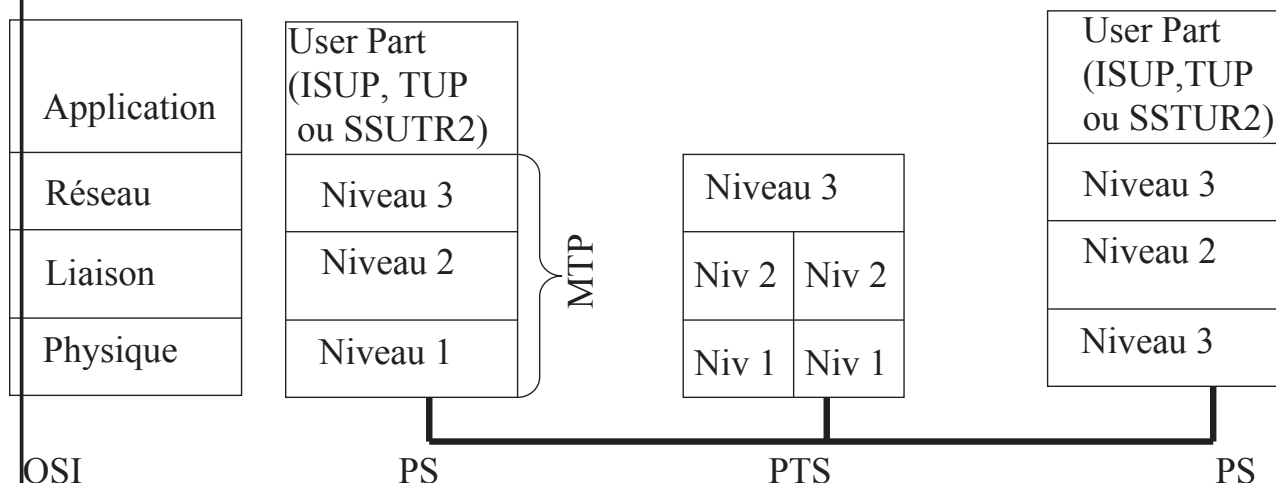 Application
Réseau
Liaison
Physique
OSI
User Part
(ISUP, TUP
ou SSUTR2)
Niveau 3
Niveau 2
Niveau 1
MTP
PS
Niveau 3
Niv 2 Niv 2
Niv 1 Niv 1
PTS
User Part
(ISUP,TUP
ou SSTUR2)
Niveau 3
Niveau 2
Niveau 3
PS